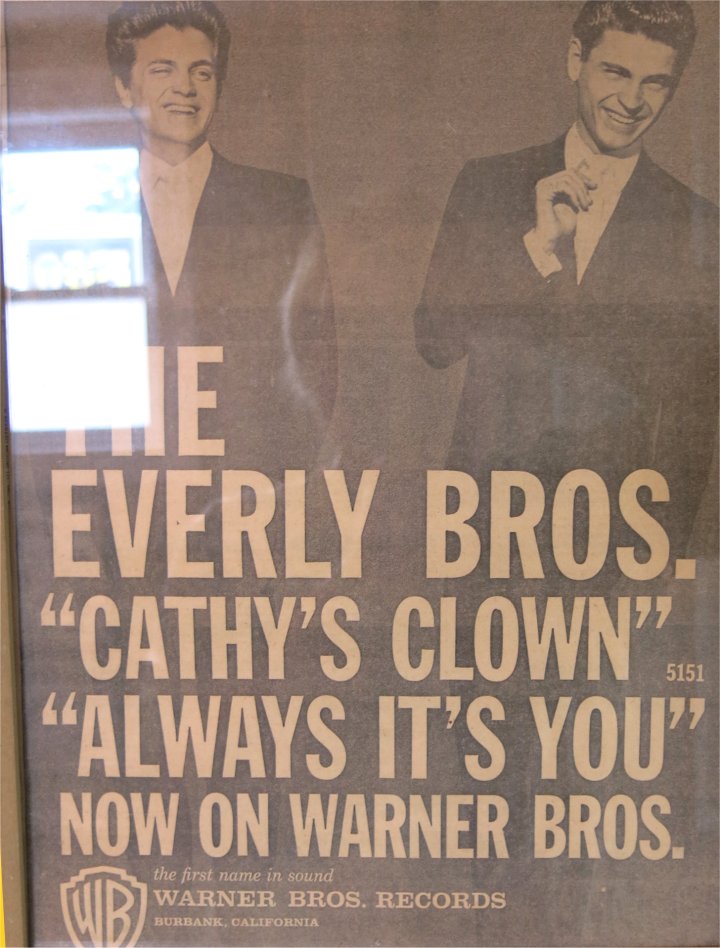 THE
EVERLY BROS.
“CATHY’S CLOWN” 5151
“ALWAYS IT’S YOU”
NOW ON WARNER BROS.
the first name in sound
WARNER BROS. RECORDS
BURBANK, CALIFORNIA
WB